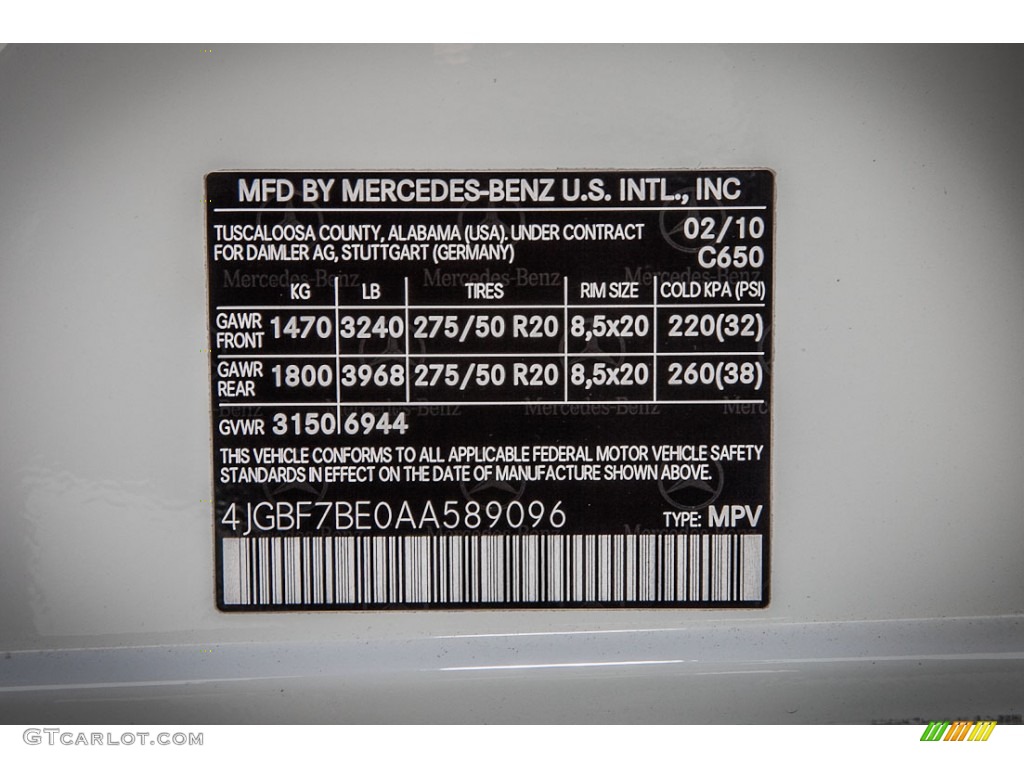 MFD BY MERCEDES-BENZ U.S. INTL., INC
TUSCALOOSA COUNTY, ALABAMA (USA). UNDER CONTRACT 02/10
FOR DAIMLER AG, STUTTGART (GERMANY) C650
KG LB TIRES RIM SIZE COLD KPA (PSI)
GAWR FRONT 1470 3240 275/50 R20 8,5x20 220(32)
GAWR REAR 1800 3968 275/50 R20 8,5x20 260(38)
GVWR 3150 6944
THIS VEHICLE CONFORMS TO ALL APPLICABLE FEDERAL MOTOR VEHICLE SAFETY
STANDARDS IN EFFECT ON THE DATE OF MANUFACTURE SHOWN ABOVE.
4JGBF7BE0AA589096 TYPE: MPV
GTCarLot.com